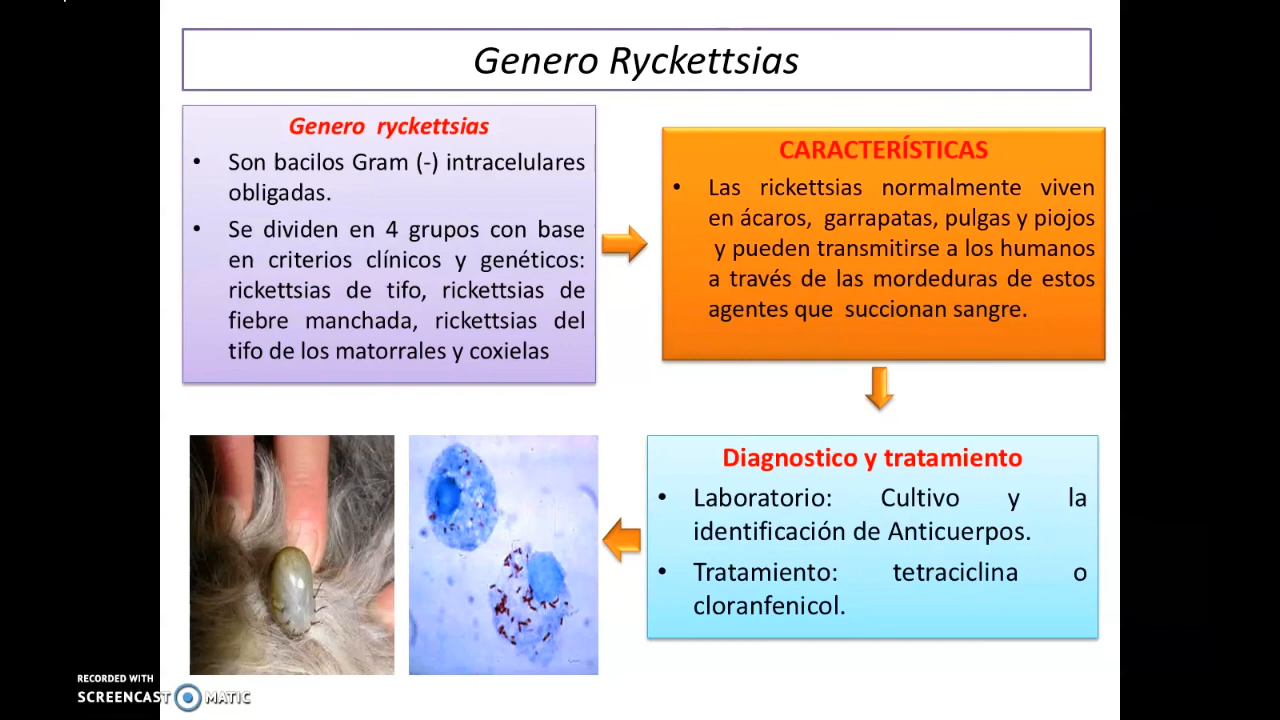 Genero Ryckettsias
Genero ryckettsias
• Son bacilos Gram (-) intracelulares
obligadas.
• Se dividen en 4 grupos con base
en criterios clínicos y genéticos:
rickettsias de tifo, rickettsias de
fiebre manchada, rickettsias del
tifo de los matorrales y coxielas
CARACTERÍSTICAS
• Las rickettsias normalmente viven
en ácaros, garrapatas, pulgas y piojos
y pueden transmitirse a los humanos
a través de las mordeduras de estos
agentes que succionan sangre.
Diagnostico y tratamiento
• Laboratorio: Cultivo y la
identificación de Anticuerpos.
• Tratamiento: tetraciclina o
cloranfenicol.
RECORDED WITH
SCREENCAST MATIC